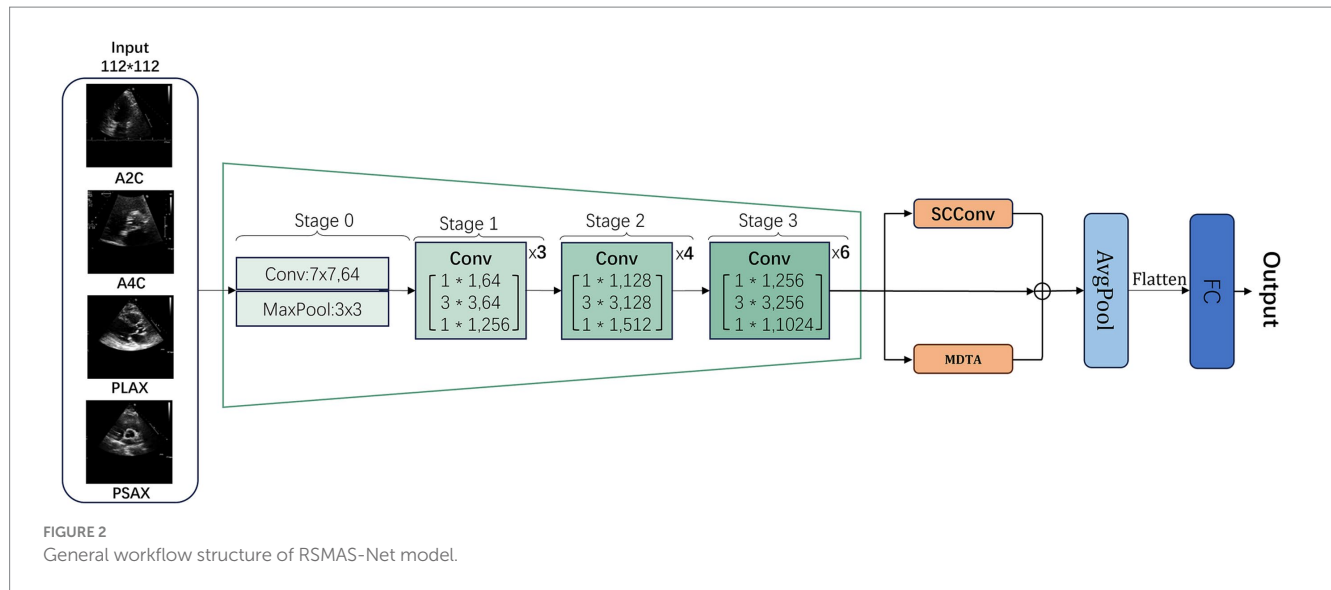 Input
112*112
A2C
A4C
PLAX
PSAX
Stage 0
Conv:7x7,64
MaxPool:3x3
Stage 1
x3
Conv
1 * 1,64
3 * 3,64
1 * 1,256
Stage 2
x4
Conv
1 * 1,128
3 * 3,128
1 * 1,512
Stage 3
x6
Conv
1 * 1,256
3 * 3,256
1 * 1,1024
SCConv
MDTA
AvgPool
Flatten
FC
Output
FIGURE 2
General workflow structure of RSMAS-Net model.